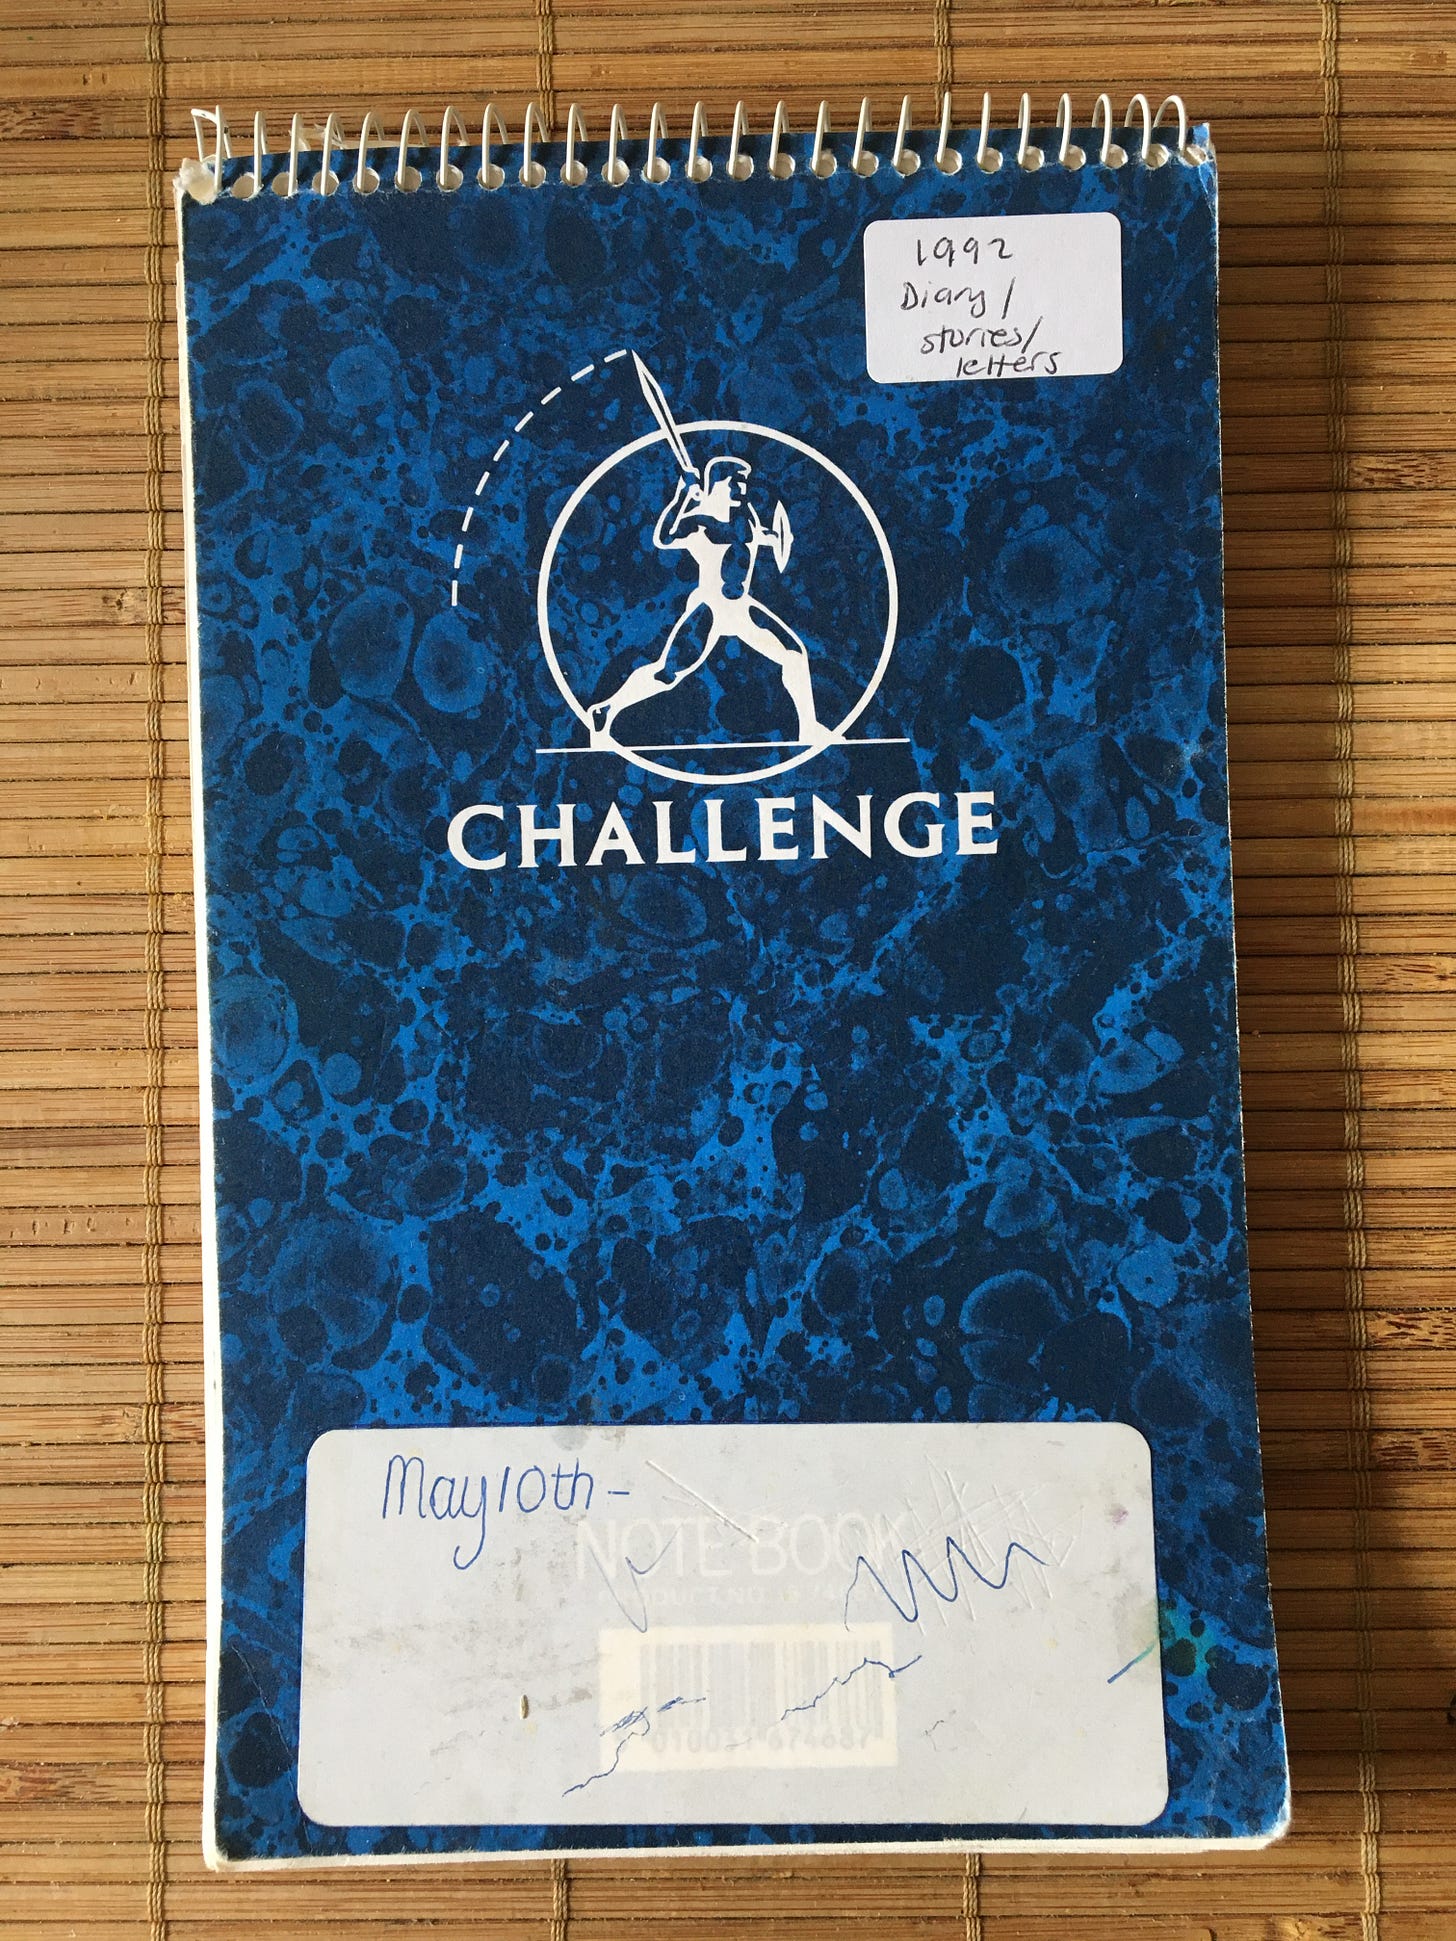 1992
Diary/
stories/
letters
CHALLENGE
May 10th -
NOTE BOOK